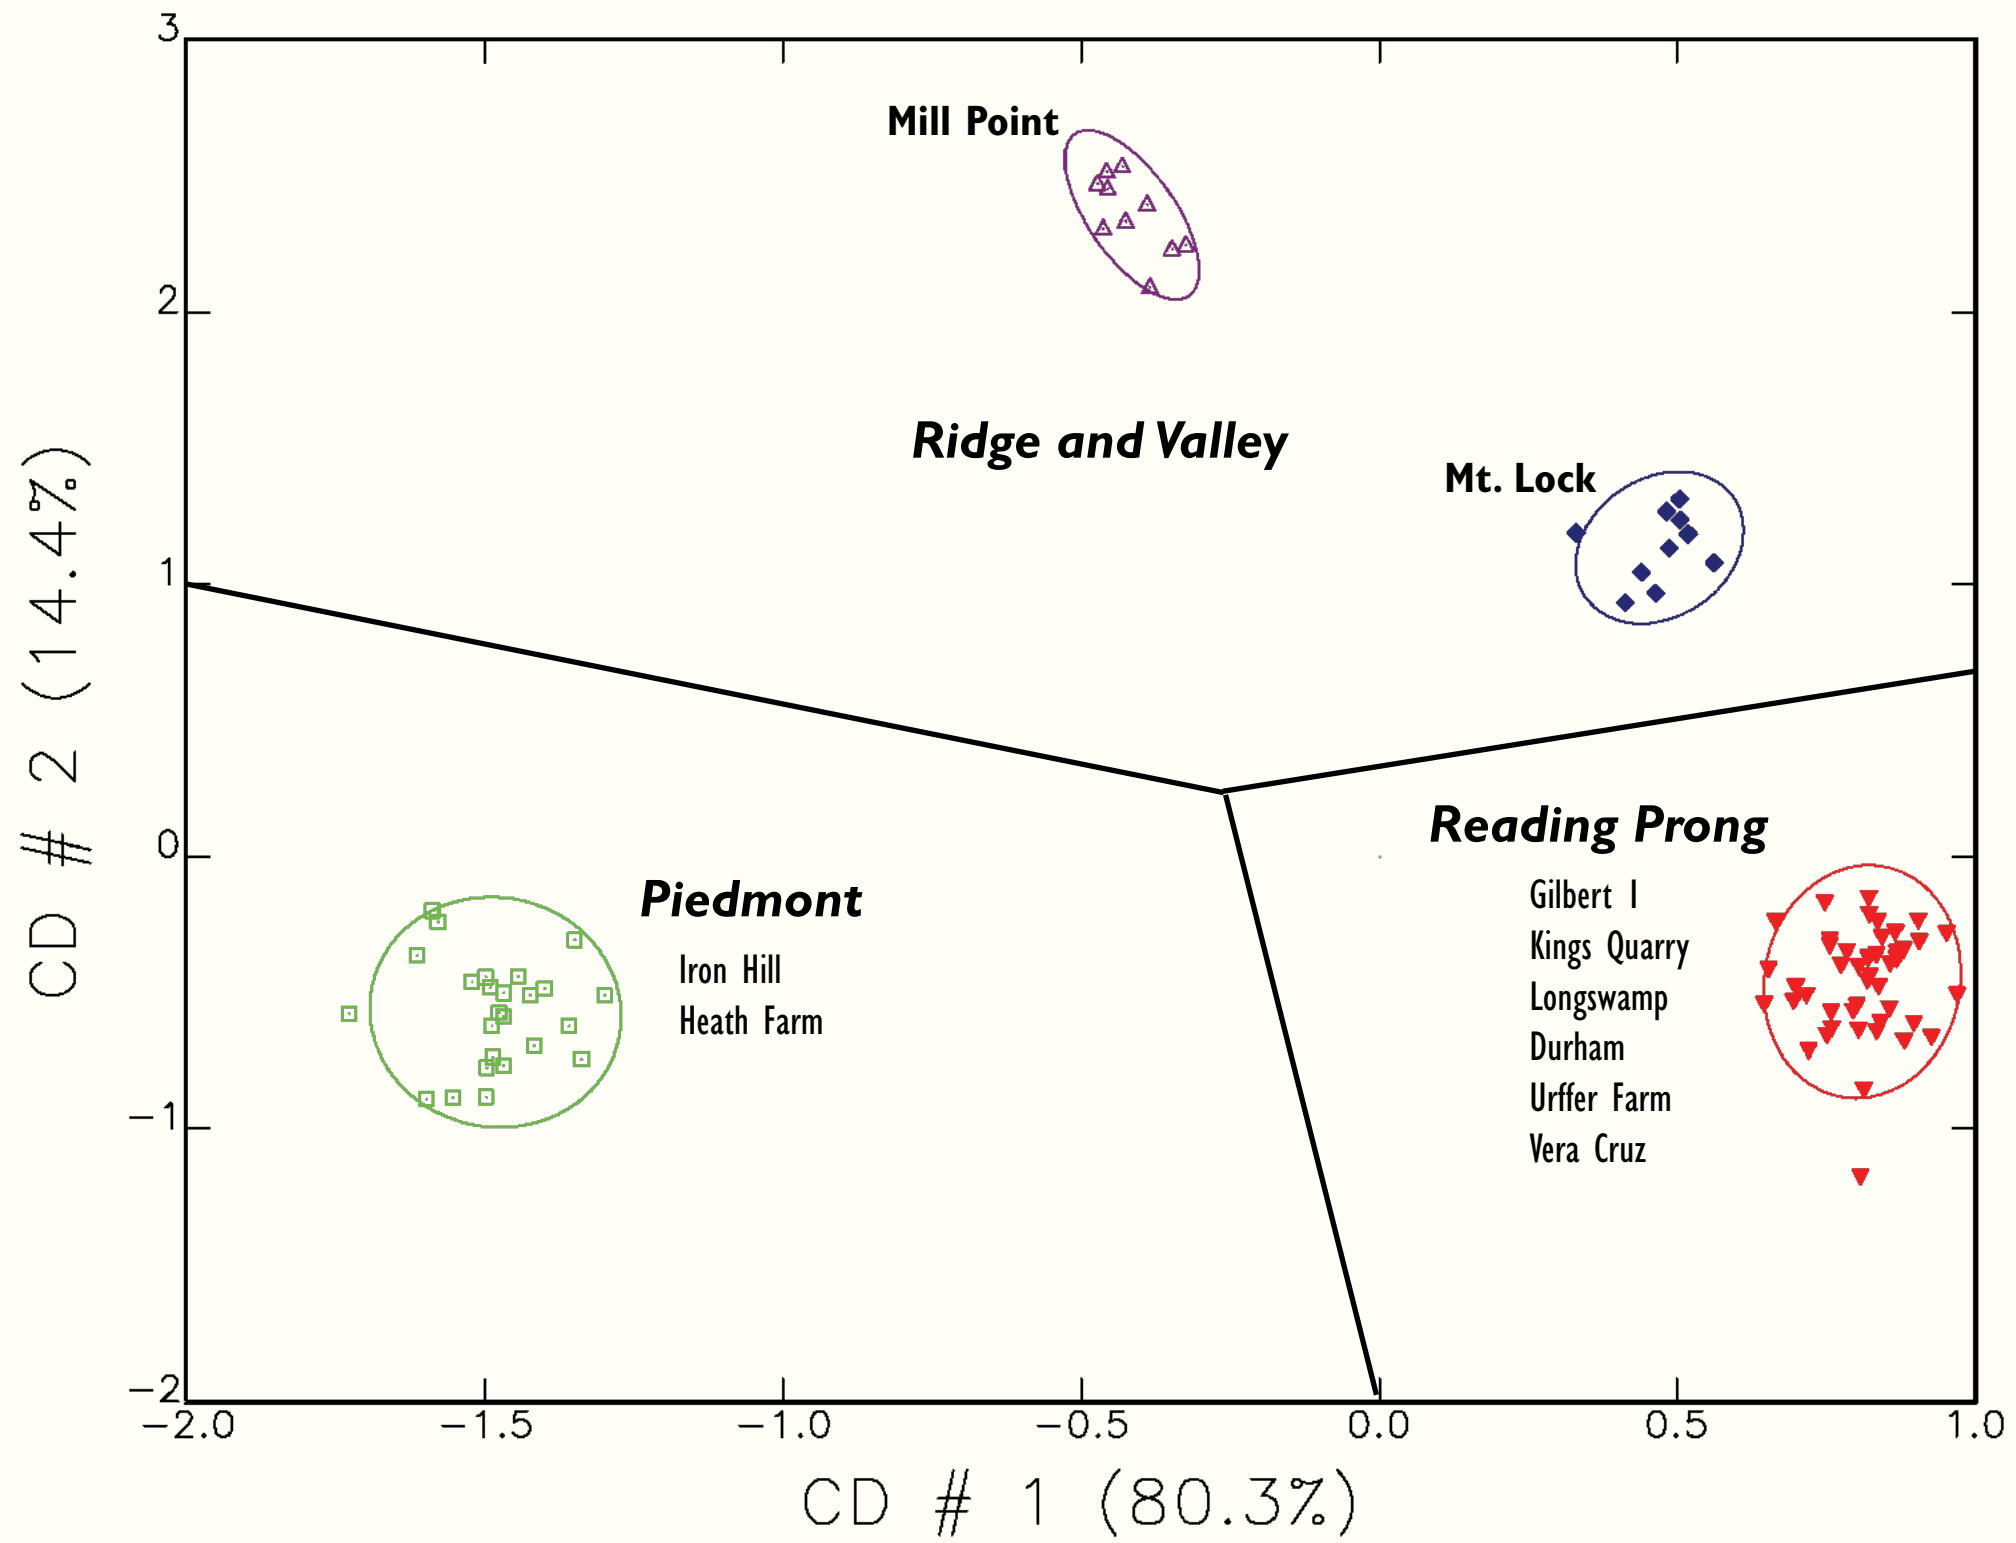 3
Mill Point
2
Ridge and Valley
Mt. Lock
1
CD # 2 (14.4%)
Reading Prong
0
Gilbert I
Piedmont
Kings Quarry
Iron Hill
Longswamp
Heath Farm
Durham
Urffer Farm
-1
Vera Cruz
-2
-2.0 -1.5 -1.0 -0.5 0.0 0.5 1.0
CD # 1 (80.3%)